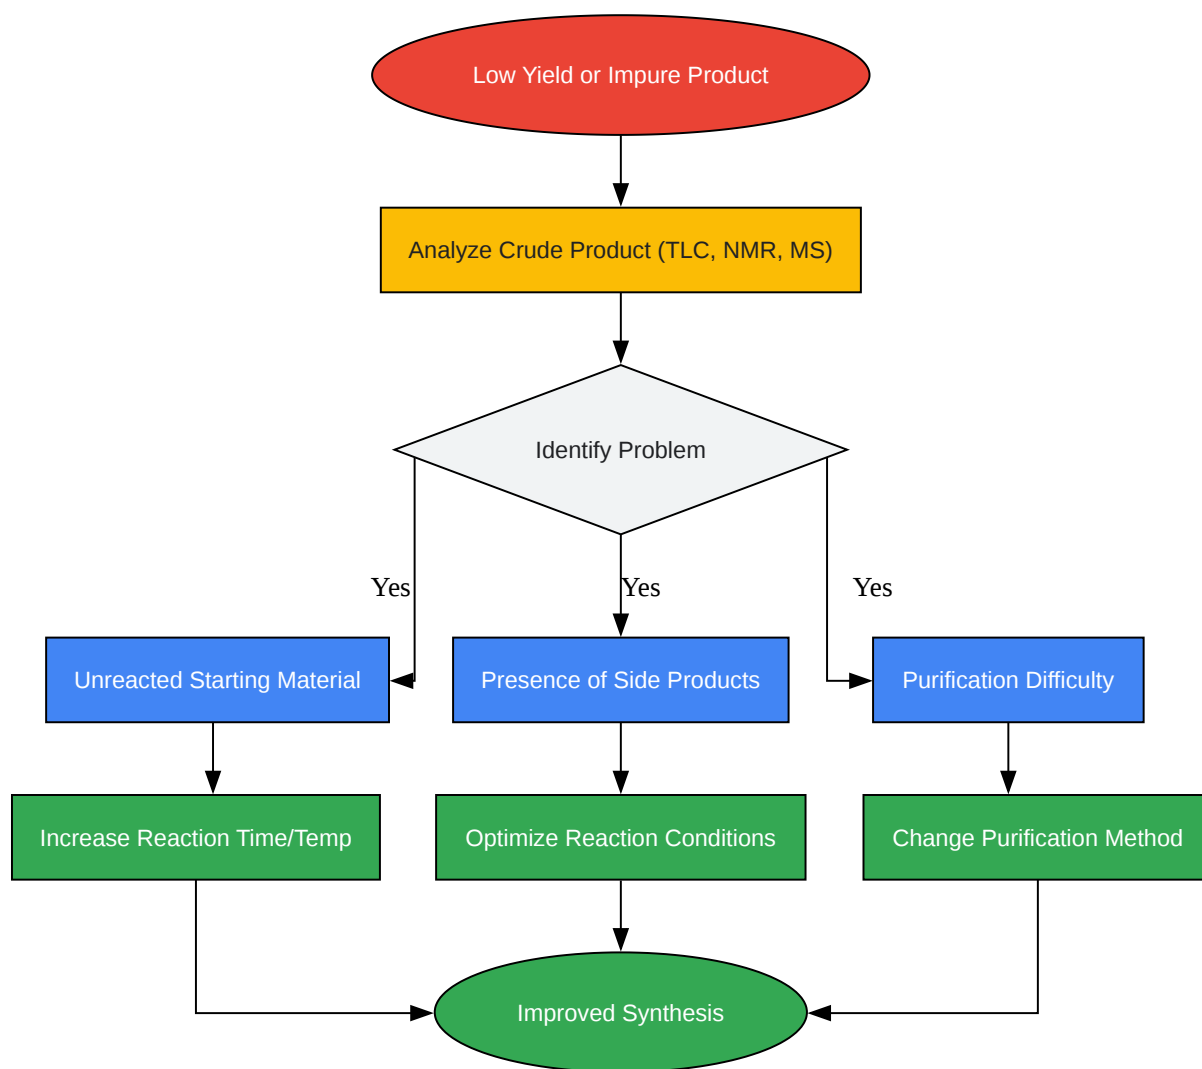 Low Yield or Impure Product
Analyze Crude Product (TLC, NMR, MS)
Identify Problem
Yes
Yes
Yes
Unreacted Starting Material
Presence of Side Products
Purification Difficulty
Increase Reaction Time/Temp
Optimize Reaction Conditions
Change Purification Method
Improved Synthesis